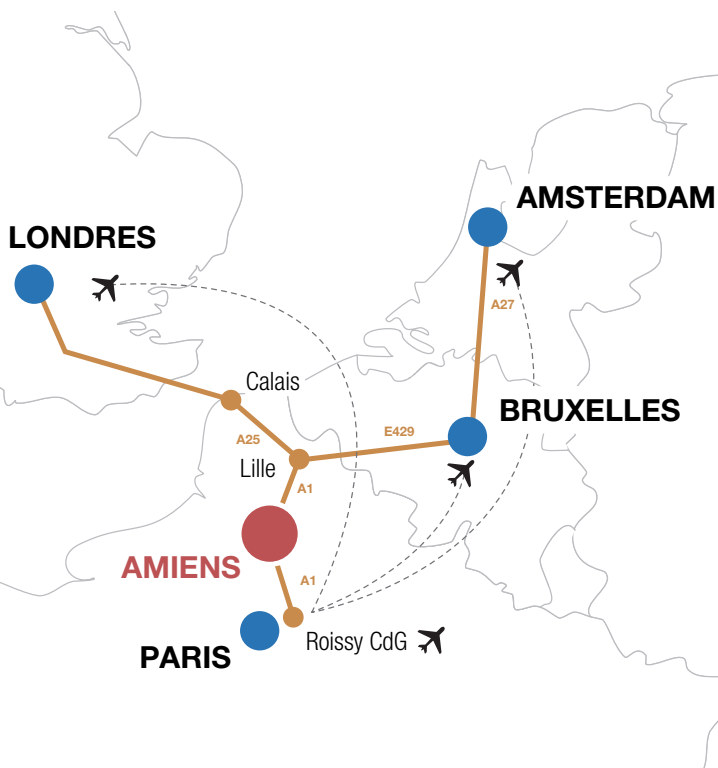 AMSTERDAM
LONDRES
A27
Calais
BRUXELLES
E429
A25
Lille
A1
AMIENS
A1
Roissy CdG
PARIS